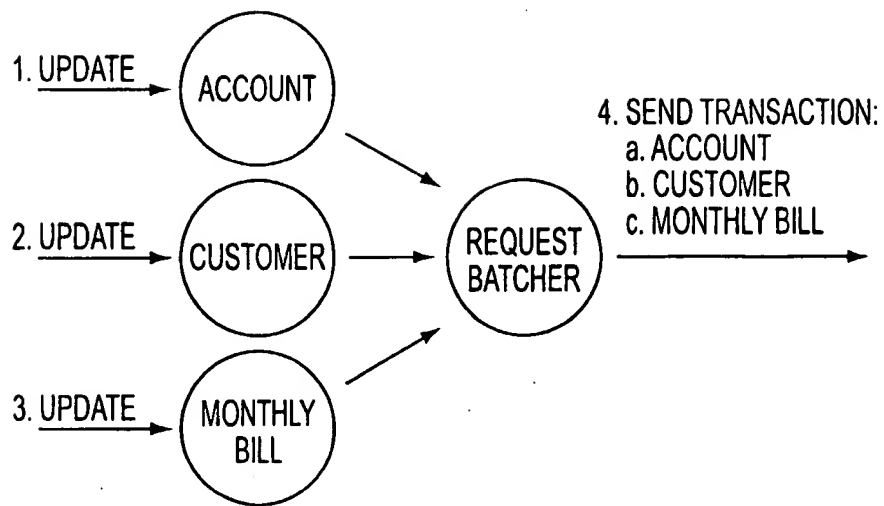 1. UPDATE
ACCOUNT
2. UPDATE
CUSTOMER
3. UPDATE
MONTHLY
BILL
REQUEST
BATCHER
4. SEND TRANSACTION:
a. ACCOUNT
b. CUSTOMER
c. MONTHLY BILL